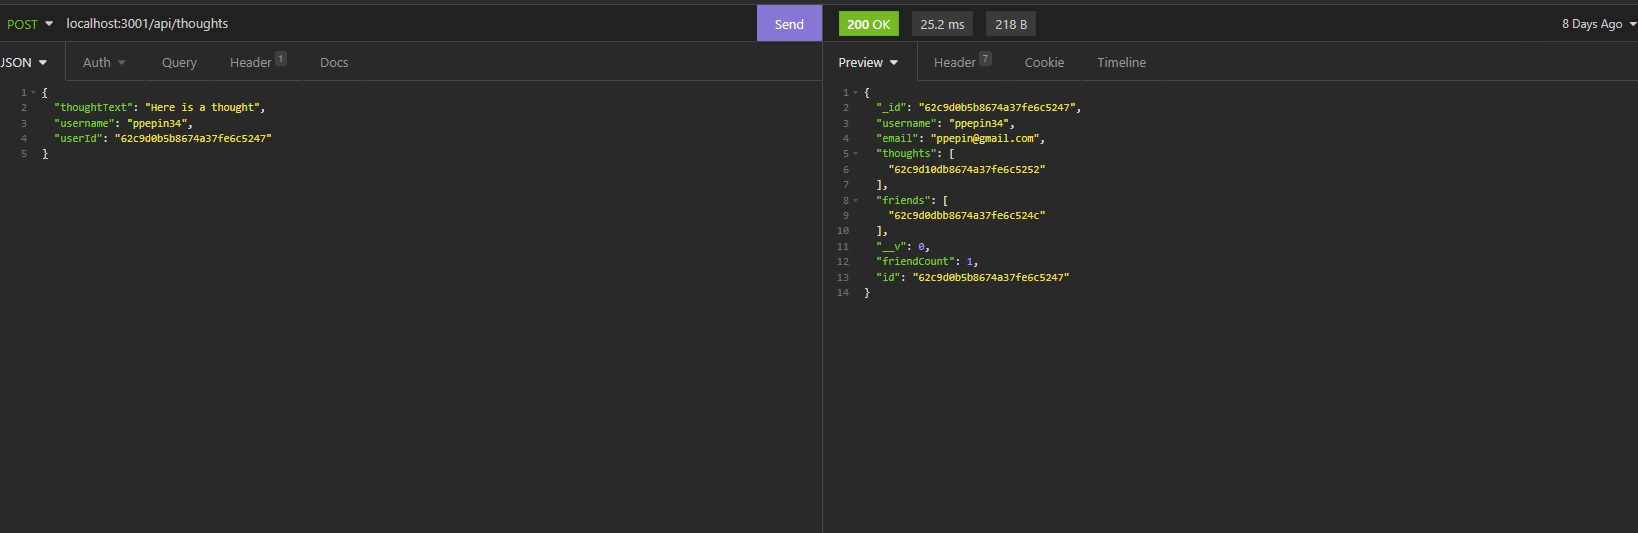 POST localhost:3001/api/thoughts Send 200 OK 25.2 ms 218 B 8 Days Ago
JSON Auth Query Header 1 Docs Preview Header 7 Cookie Timeline
1 {
2 "thoughtText": "Here is a thought",
3 "username": "ppepin34",
4 "userId": "62c9d0b5b8674a37fe6c5247"
5 }
1 {
2 "_id": "62c9d0b5b8674a37fe6c5247",
3 "username": "ppepin34",
4 "email": "ppepin@gmail.com",
5 "thoughts": [
6 "62c9d10db8674a37fe6c5252"
7 ],
8 "friends": [
9 "62c9d0dbb8674a37fe6c524c"
10 ],
11 "__v": 0,
12 "friendCount": 1,
13 "id": "62c9d0b5b8674a37fe6c5247"
14 }